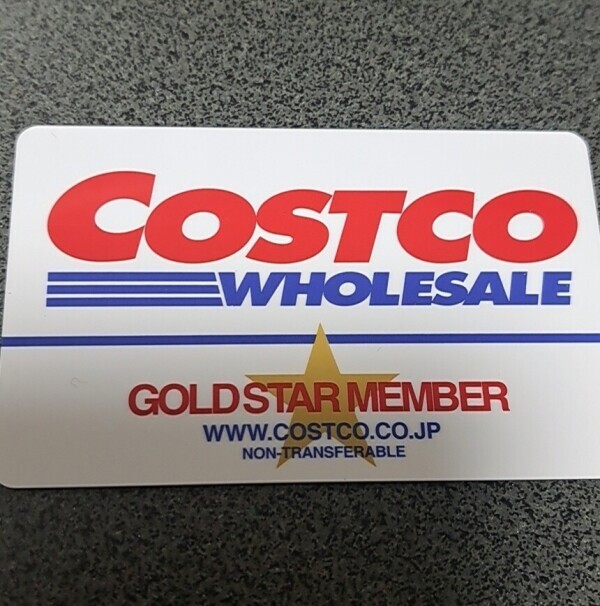 COSTCO
WHOLESALE
GOLD STAR MEMBER
WWW.COSTCO.CO.JP
NON-TRANSFERABLE